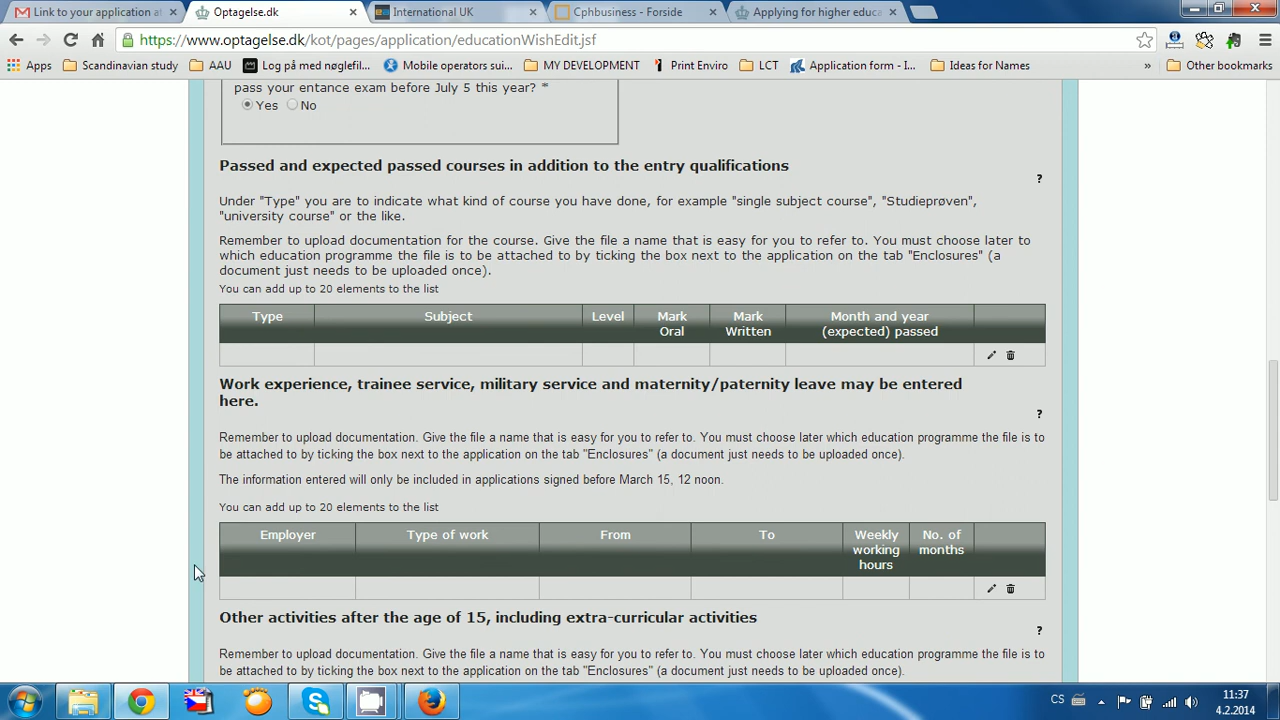 Link to your application at
Optagelse.dk
International UK
Cphbusiness - Forside
Applying for higher educa
https://www.optagelse.dk/kot/pages/application/educationWishEdit.jsf
Apps
Scandinavian study
AAU
Log på med nøglefil...
Mobile operators sui...
MY DEVELOPMENT
Print Enviro
LCT
Application form - I...
Ideas for Names
»
Other bookmarks
pass your entance exam before July 5 this year? *
Yes No
Passed and expected passed courses in addition to the entry qualifications
?
Under "Type" you are to indicate what kind of course you have done, for example "single subject course", "Studieprøven",
"university course" or the like.
Remember to upload documentation for the course. Give the file a name that is easy for you to refer to. You must choose later to
which education programme the file is to be attached to by ticking the box next to the application on the tab "Enclosures" (a
document just needs to be uploaded once).
You can add up to 20 elements to the list
Type Subject Level Mark Oral Mark Written Month and year (expected) passed
Work experience, trainee service, military service and maternity/paternity leave may be entered
here.
?
Remember to upload documentation. Give the file a name that is easy for you to refer to. You must choose later which education programme the file is to
be attached to by ticking the box next to the application on the tab "Enclosures" (a document just needs to be uploaded once).
The information entered will only be included in applications signed before March 15, 12 noon.
You can add up to 20 elements to the list
Employer Type of work From To Weekly working hours No. of months
Other activities after the age of 15, including extra-curricular activities
?
Remember to upload documentation. Give the file a name that is easy for you to refer to. You must choose later which education programme the file is to
be attached to by ticking the box next to the application on the tab "Enclosures" (a document just needs to be uploaded once).
CS
11:37
4.2.2014